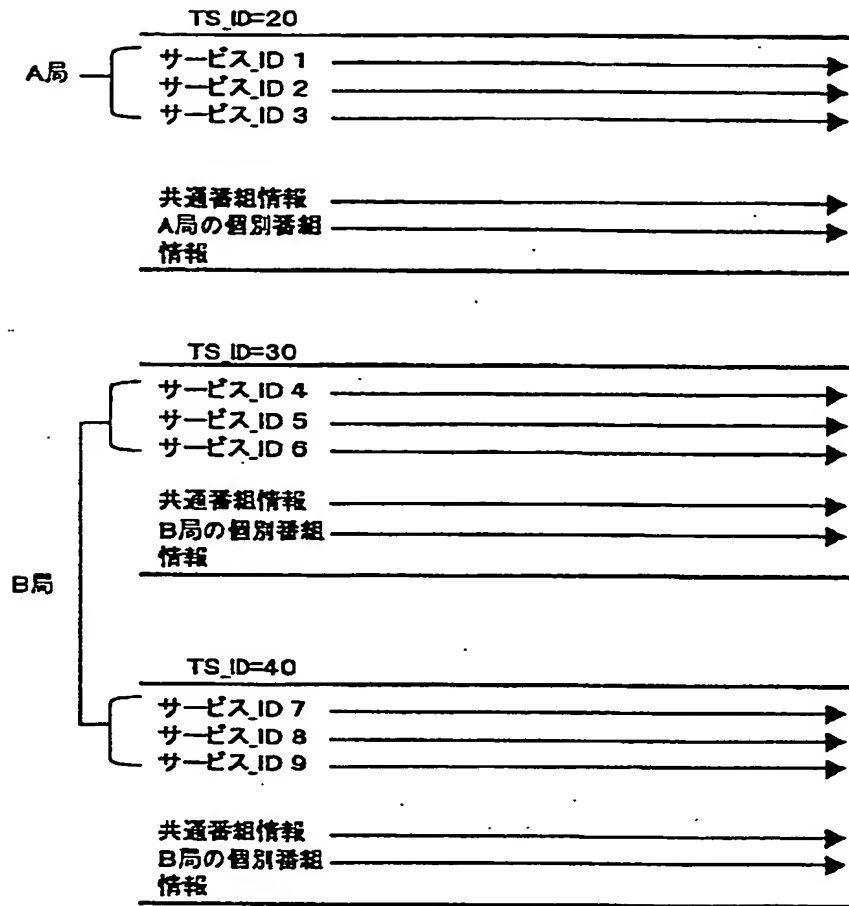 TS_ID=20
A局
サービス_ID 1
サービス_ID 2
サービス_ID 3
共通番組情報
A局の個別番組
情報
TS_ID=30
サービス_ID 4
サービス_ID 5
サービス_ID 6
共通番組情報
B局の個別番組
情報
B局
TS_ID=40
サービス_ID 7
サービス_ID 8
サービス_ID 9
共通番組情報
B局の個別番組
情報